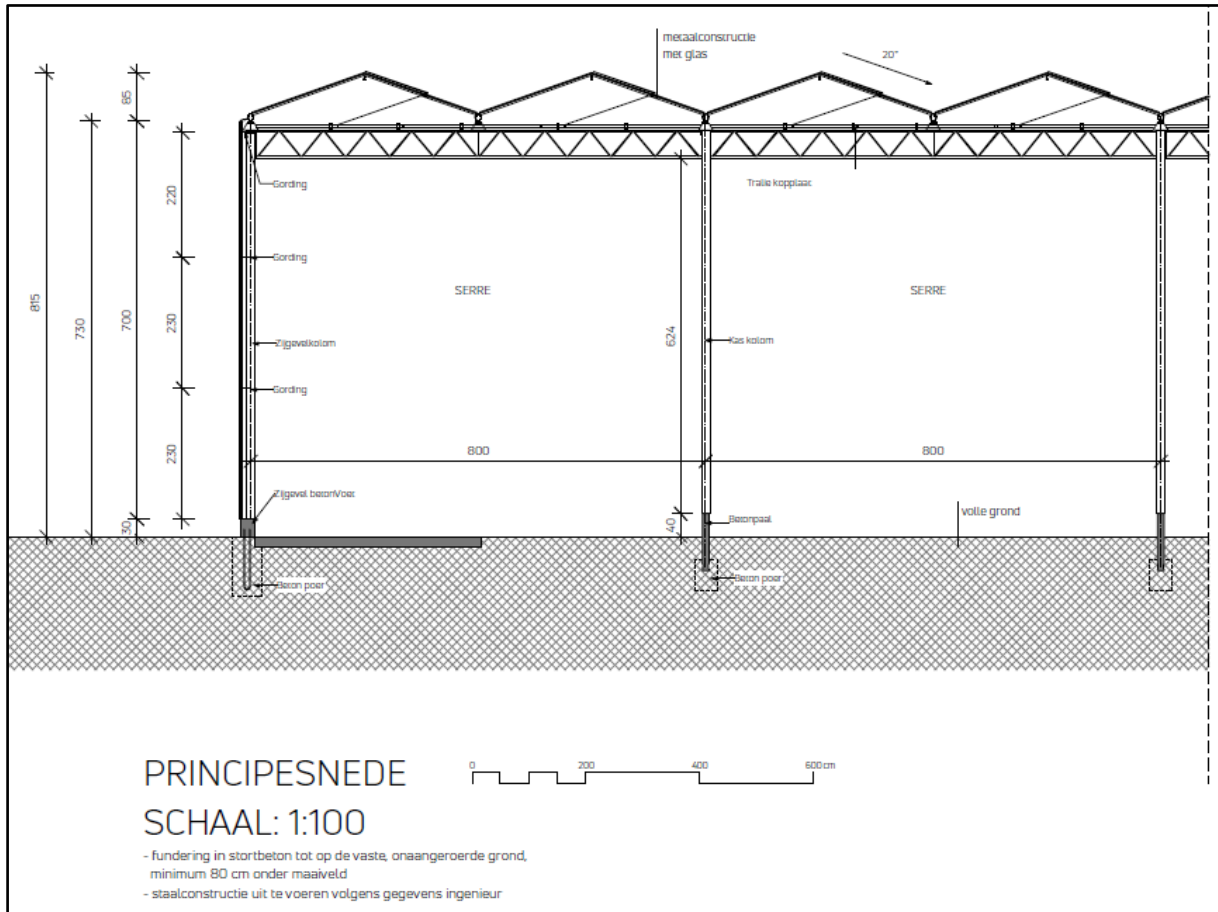 metaalconstructie
met glas
20°
85
815
730
700
220
230
230
30
Gording
Gording
Zijgevelkolom
Gording
Zijgevel betonVoet
Beton poer
SERRE
624
40
800
Tralie kopplaat
Kas kolom
Betonpaal
Beton poer
SERRE
800
volle grond
PRINCIPESNEDE
0 200 400 600 cm
SCHAAL: 1:100
- fundering in stortbeton tot op de vaste, onaangeroerde grond,
minimum 80 cm onder maaiveld
- staalconstructie uit te voeren volgens gegevens ingenieur